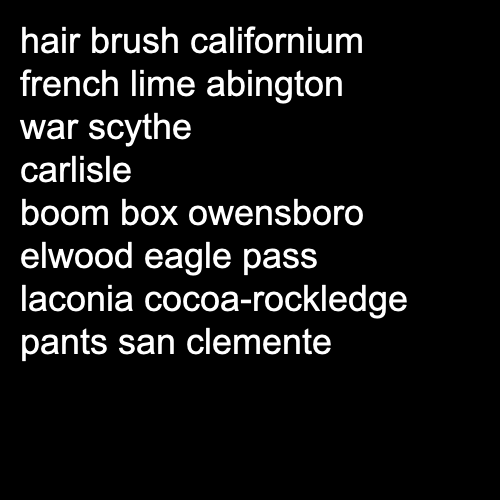 hair brush californium
french lime abington
war scythe
carlisle
boom box owensboro
elwood eagle pass
laconia cocoa-rockledge
pants san clemente